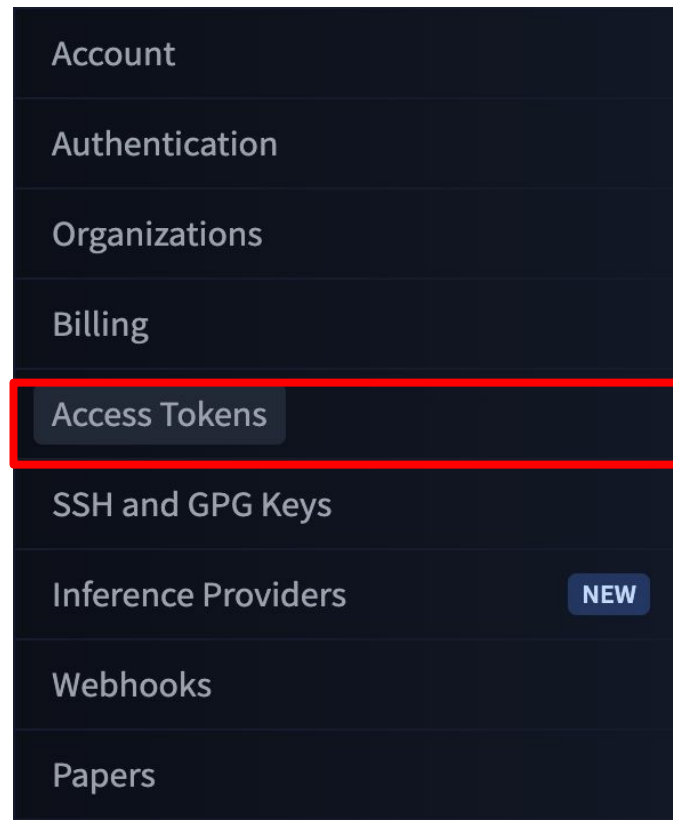 Account
Authentication
Organizations
Billing
Access Tokens
SSH and GPG Keys
Inference Providers NEW
Webhooks
Papers